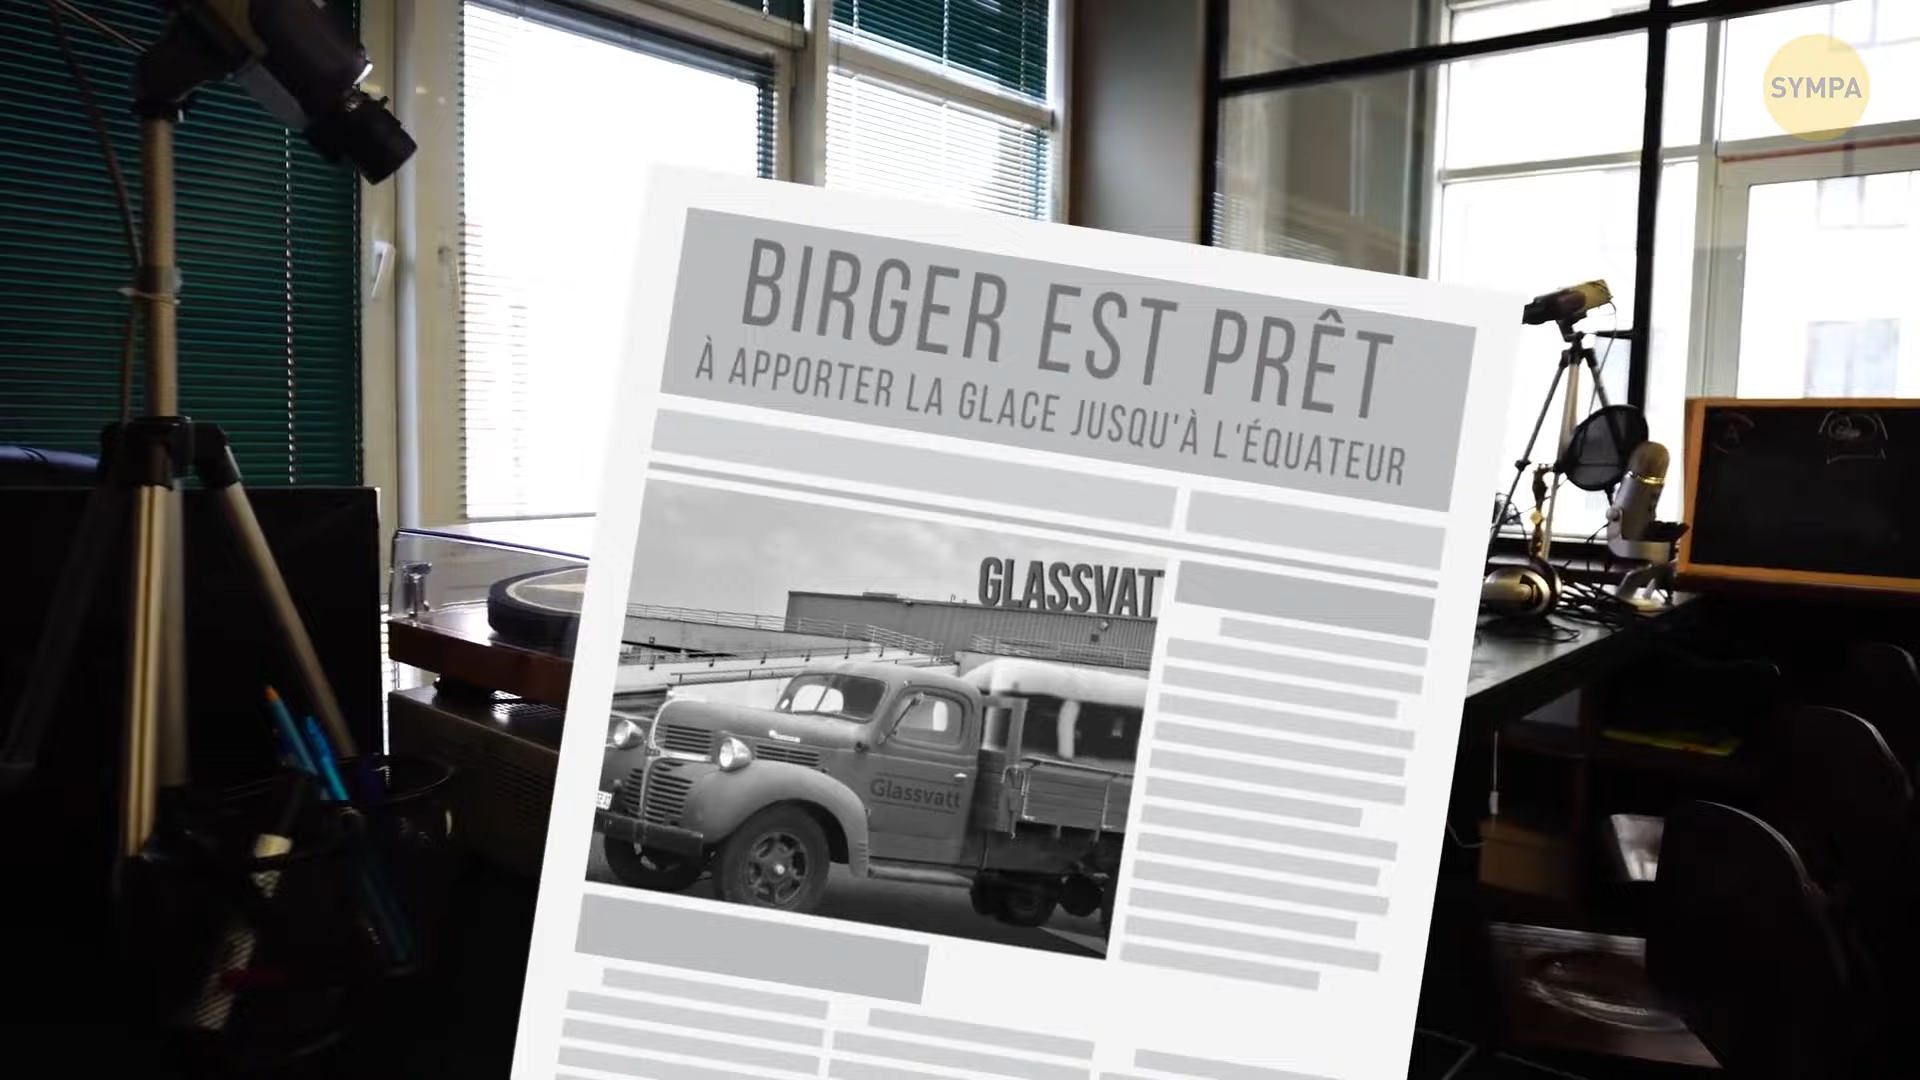 SYMPA
BIRGER EST PRÊT
À APPORTER LA GLACE JUSQU'À L'ÉQUATEUR
GLASSVATT
Glassvatt